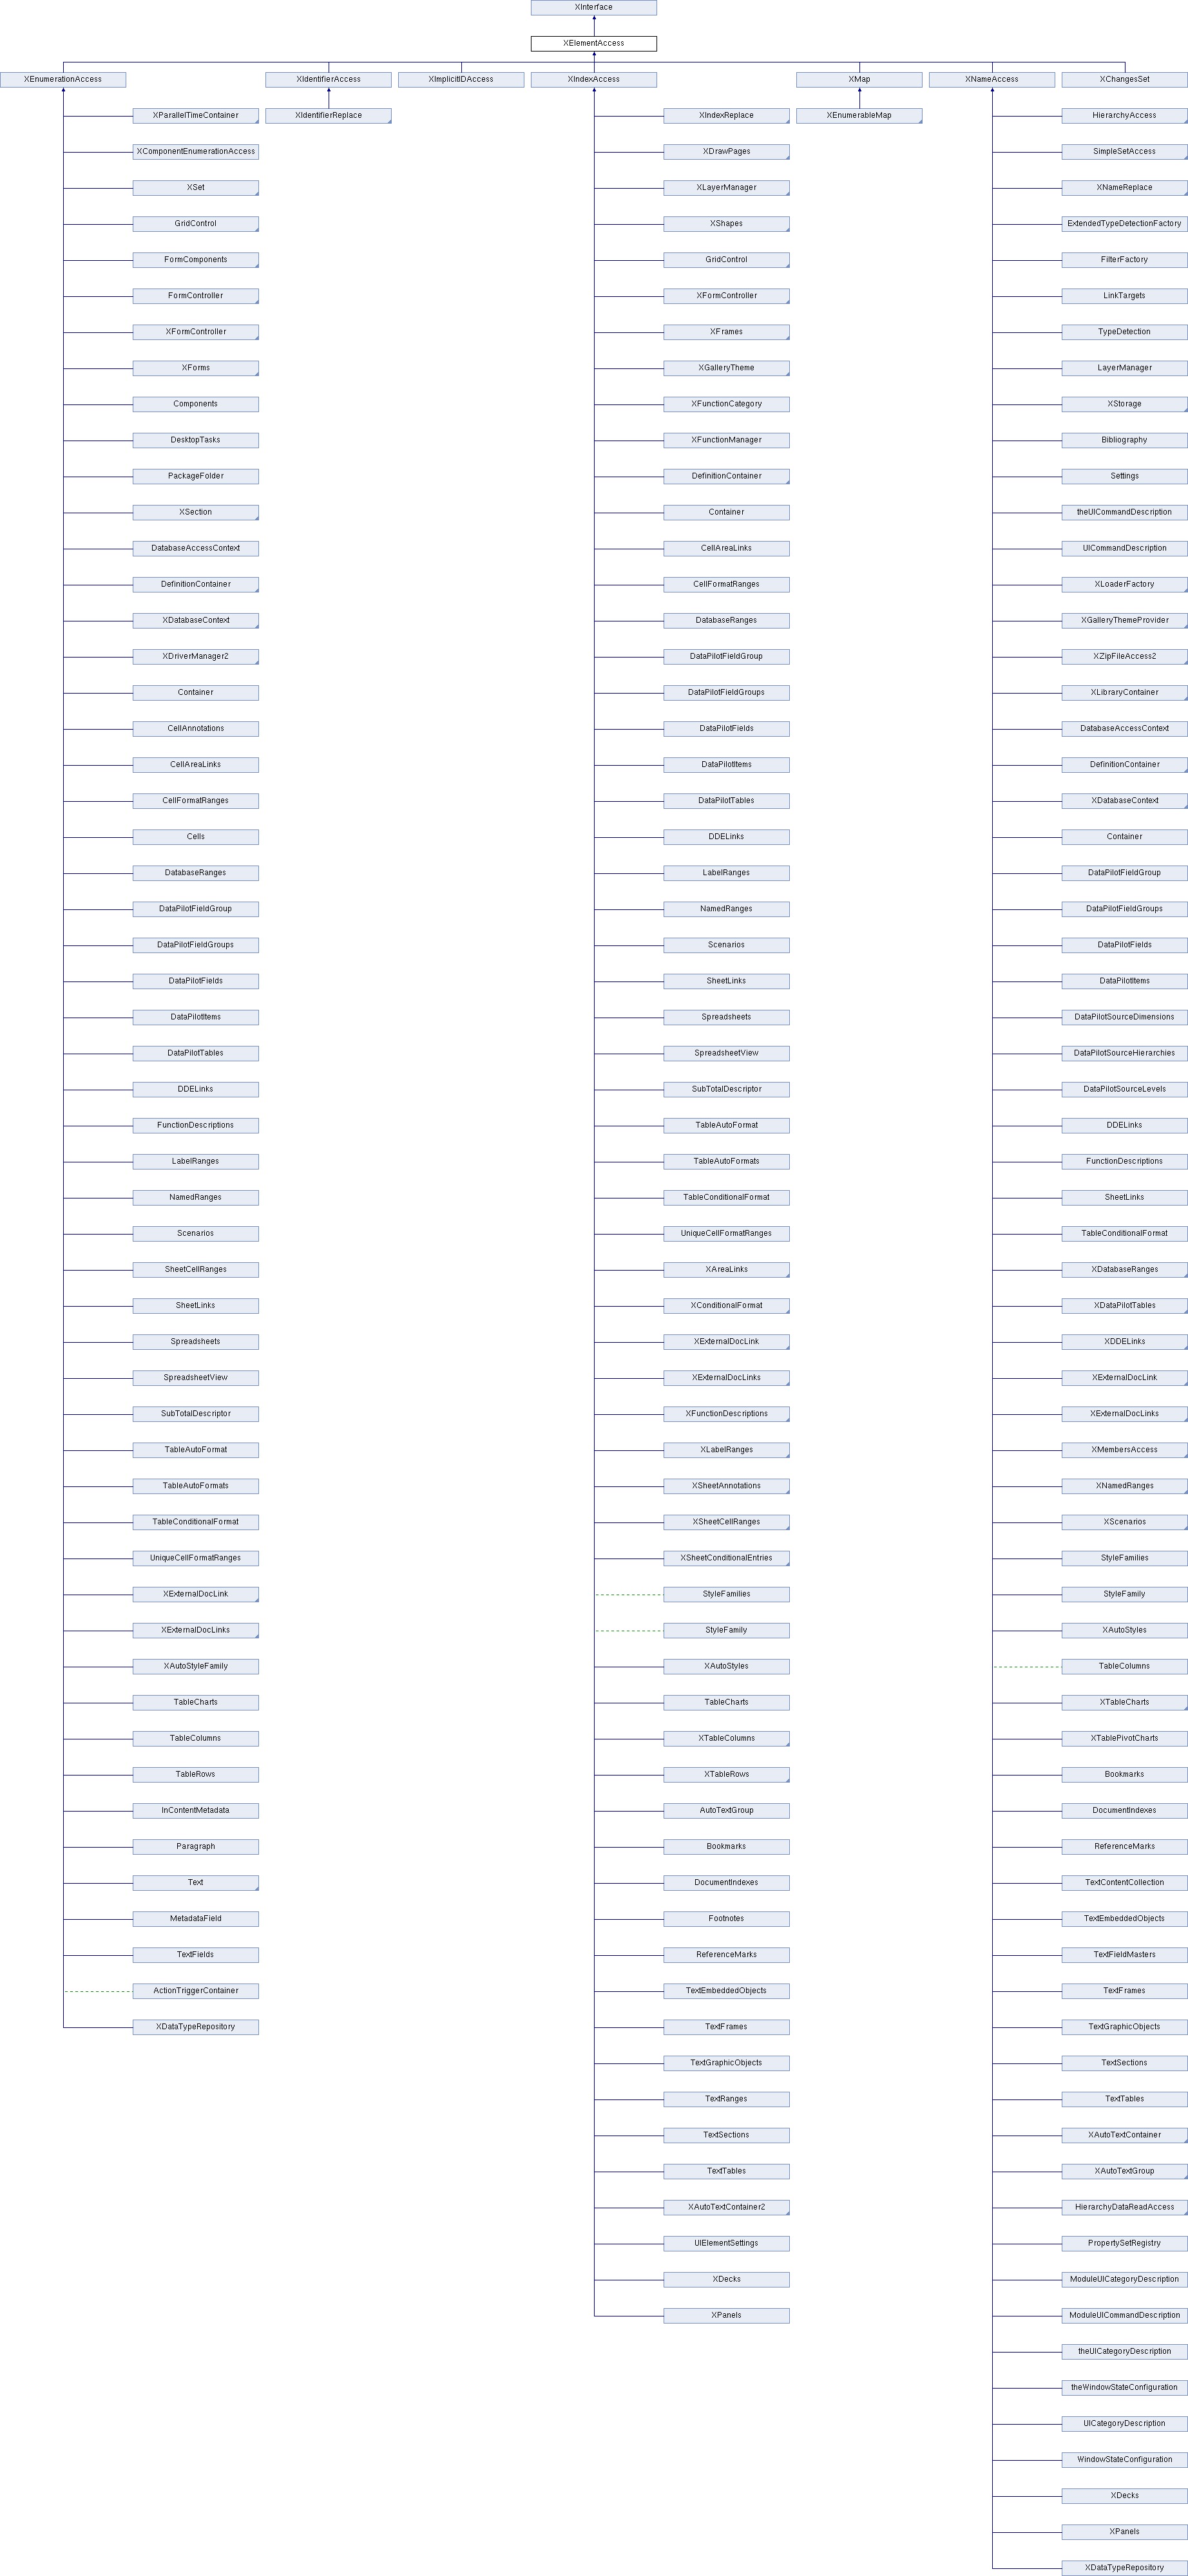 XInterface
XElementAccess
XEnumerationAccess
XIdentifierAccess
XImplicitIDAccess
XIndexAccess
XMap
XNameAccess
XChangesSet
XParallelTimeContainer
XComponentEnumerationAccess
XSet
GridControl
FormComponents
FormController
XFormController
XForms
Components
DesktopTasks
PackageFolder
XSection
DatabaseAccessContext
DefinitionContainer
XDatabaseContext
XDriverManager2
Container
CellAnnotations
CellAreaLinks
CellFormatRanges
Cells
DatabaseRanges
DataPilotFieldGroup
DataPilotFieldGroups
DataPilotFields
DataPilotItems
DataPilotTables
DDELinks
FunctionDescriptions
LabelRanges
NamedRanges
Scenarios
SheetCellRanges
SheetLinks
Spreadsheets
SpreadsheetView
SubTotalDescriptor
TableAutoFormat
TableAutoFormats
TableConditionalFormat
UniqueCellFormatRanges
XExternalDocLink
XExternalDocLinks
XAutoStyleFamily
TableCharts
TableColumns
TableRows
InContentMetadata
Paragraph
Text
MetadataField
TextFields
ActionTriggerContainer
XDataTypeRepository
XIdentifierReplace
XIndexReplace
XDrawPages
XLayerManager
XShapes
GridControl
XFormController
XFrames
XGalleryTheme
XFunctionCategory
XFunctionManager
DefinitionContainer
Container
CellAreaLinks
CellFormatRanges
DatabaseRanges
DataPilotFieldGroup
DataPilotFieldGroups
DataPilotFields
DataPilotItems
DataPilotTables
DDELinks
LabelRanges
NamedRanges
Scenarios
SheetLinks
Spreadsheets
SpreadsheetView
SubTotalDescriptor
TableAutoFormat
TableAutoFormats
TableConditionalFormat
UniqueCellFormatRanges
XAreaLinks
XConditionalFormat
XExternalDocLink
XExternalDocLinks
XFunctionDescriptions
XLabelRanges
XSheetAnnotations
XSheetCellRanges
XSheetConditionalEntries
StyleFamilies
StyleFamily
XAutoStyles
TableCharts
XTableColumns
XTableRows
AutoTextGroup
Bookmarks
DocumentIndexes
Footnotes
ReferenceMarks
TextEmbeddedObjects
TextFrames
TextGraphicObjects
TextRanges
TextSections
TextTables
XAutoTextContainer2
UIElementSettings
XDecks
XPanels
XEnumerableMap
HierarchyAccess
SimpleSetAccess
XNameReplace
ExtendedTypeDetectionFactory
FilterFactory
LinkTargets
TypeDetection
LayerManager
XStorage
Bibliography
Settings
theUICommandDescription
UICommandDescription
XLoaderFactory
XGalleryThemeProvider
XZipFileAccess2
XLibraryContainer
DatabaseAccessContext
DefinitionContainer
XDatabaseContext
Container
DataPilotFieldGroup
DataPilotFieldGroups
DataPilotFields
DataPilotItems
DataPilotSourceDimensions
DataPilotSourceHierarchies
DataPilotSourceLevels
DDELinks
FunctionDescriptions
SheetLinks
TableConditionalFormat
XDatabaseRanges
XDataPilotTables
XDDELinks
XExternalDocLink
XExternalDocLinks
XMembersAccess
XNamedRanges
XScenarios
StyleFamilies
StyleFamily
XAutoStyles
TableColumns
XTableCharts
XTablePivotCharts
Bookmarks
DocumentIndexes
ReferenceMarks
TextContentCollection
TextEmbeddedObjects
TextFieldMasters
TextFrames
TextGraphicObjects
TextSections
TextTables
XAutoTextContainer
XAutoTextGroup
HierarchyDataReadAccess
PropertySetRegistry
ModuleUICategoryDescription
ModuleUICommandDescription
theUICategoryDescription
theWindowStateConfiguration
UICategoryDescription
WindowStateConfiguration
XDecks
XPanels
XDataTypeRepository